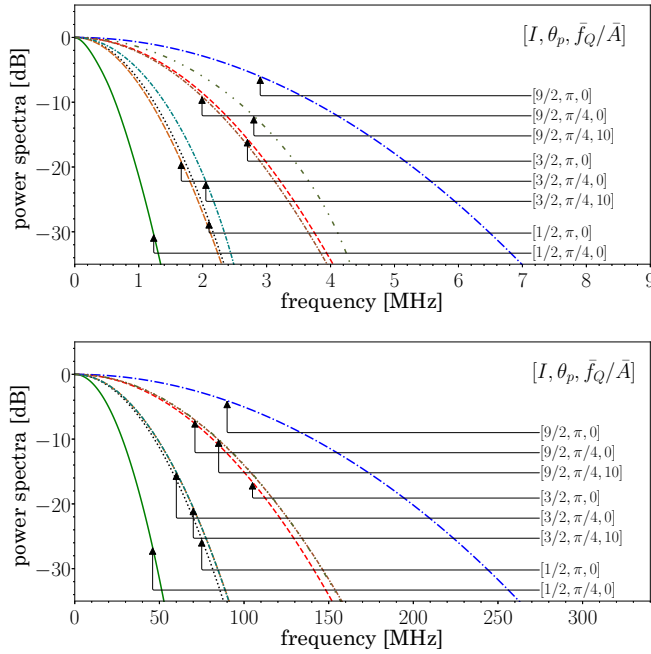 [I, θₚ, f̄_Q/Ā]
power spectra [dB]
0
−10
−20
−30
[9/2, π, 0]
[9/2, π/4, 0]
[9/2, π/4, 10]
[3/2, π, 0]
[3/2, π/4, 0]
[3/2, π/4, 10]
[1/2, π, 0]
[1/2, π/4, 0]
0 1 2 3 4 5 6 7 8 9
frequency [MHz]
[I, θₚ, f̄_Q/Ā]
power spectra [dB]
0
−10
−20
−30
[9/2, π, 0]
[9/2, π/4, 0]
[9/2, π/4, 10]
[3/2, π, 0]
[3/2, π/4, 0]
[3/2, π/4, 10]
[1/2, π, 0]
[1/2, π/4, 0]
0 50 100 150 200 250 300
frequency [MHz]